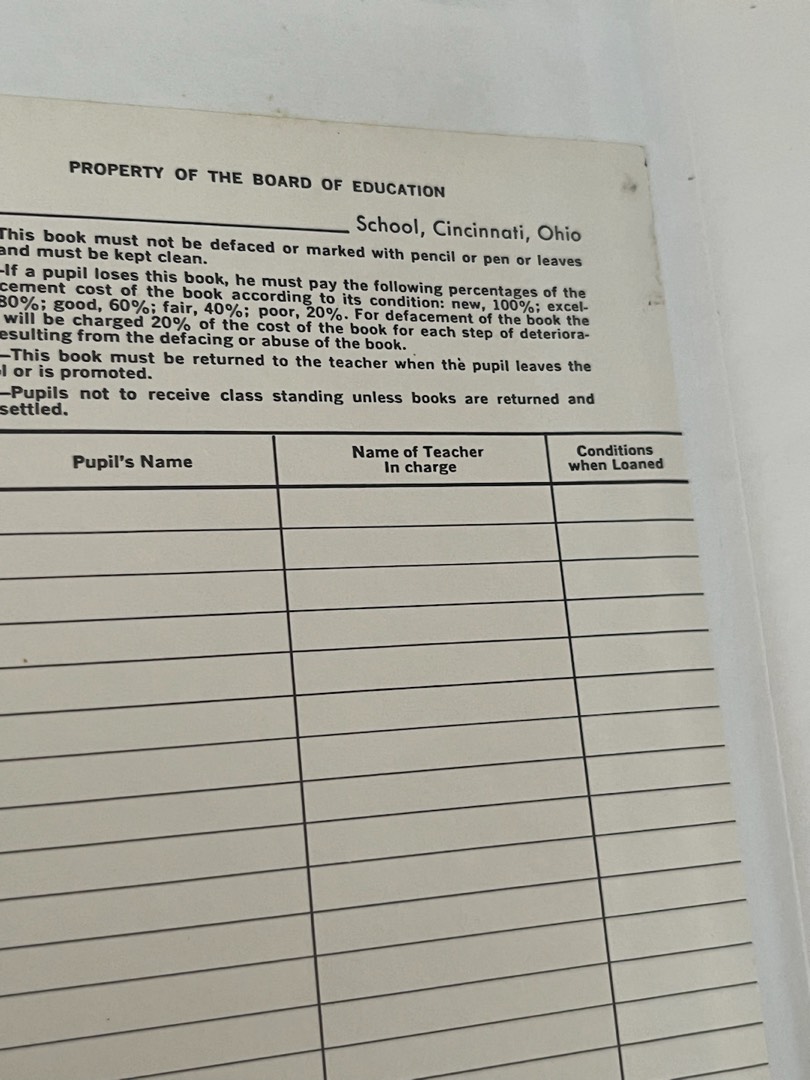 PROPERTY OF THE BOARD OF EDUCATION
School, Cincinnati, Ohio
This book must not be defaced or marked with pencil or pen or leaves
and must be kept clean.
—If a pupil loses this book, he must pay the following percentages of the
cement cost of the book according to its condition: new, 100%; excel-
80%; good, 60%; fair, 40%; poor, 20%. For defacement of the book the
will be charged 20% of the cost of the book for each step of deteriora-
esulting from the defacing or abuse of the book.
—This book must be returned to the teacher when the pupil leaves the
l or is promoted.
—Pupils not to receive class standing unless books are returned and
settled.
Pupil's Name
Name of Teacher
In charge
Conditions
when Loaned